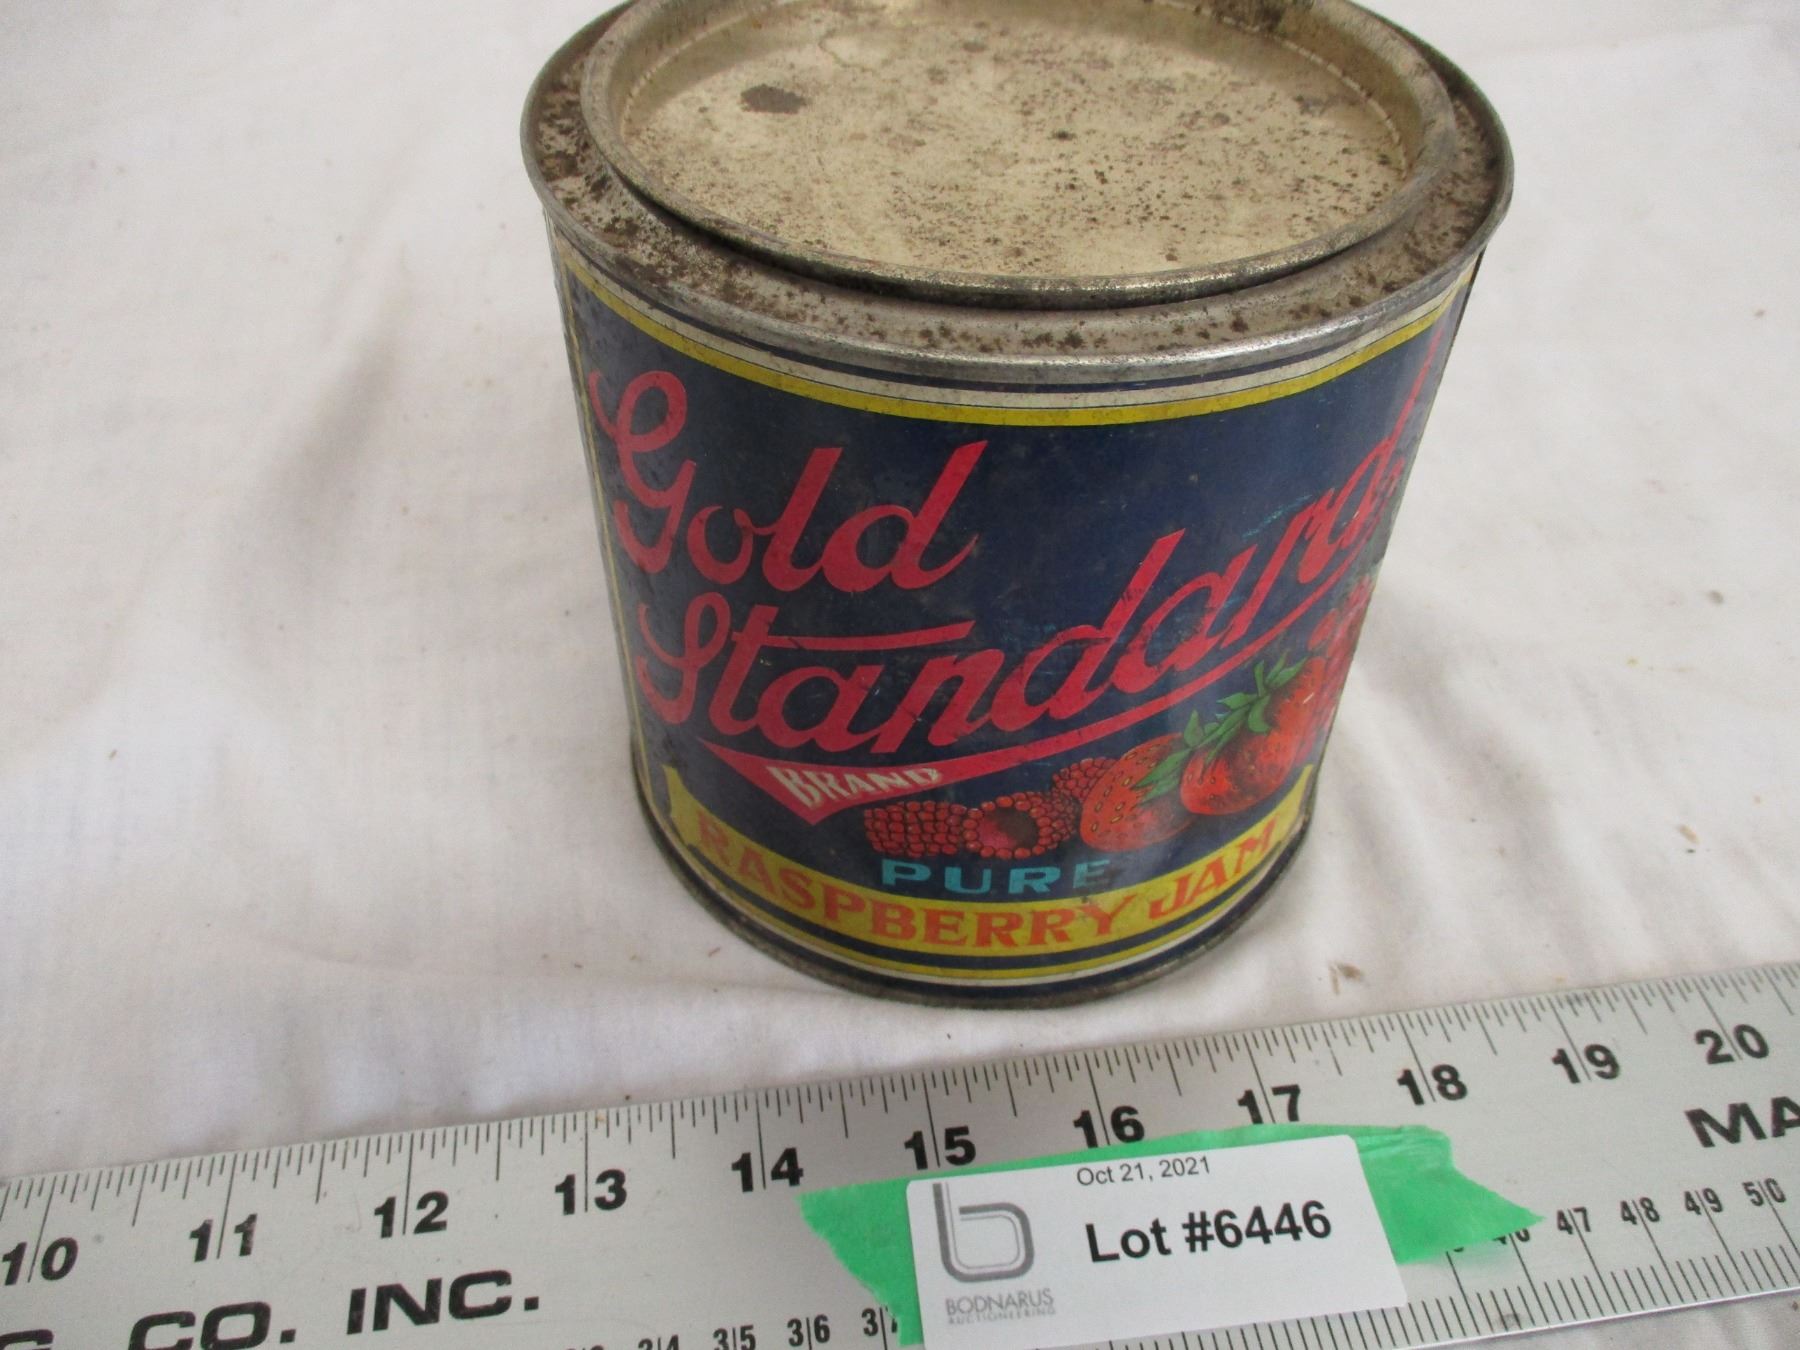 Gold
Standard
BRAND
PURE
RASPBERRY JAM
10 11 12 13 14 15 16 17 18 19 20
CO. INC.
MA
35 36 47 48 49 50
Oct 21, 2021
Lot #6446
BODNARUS
AUCTIONEERING